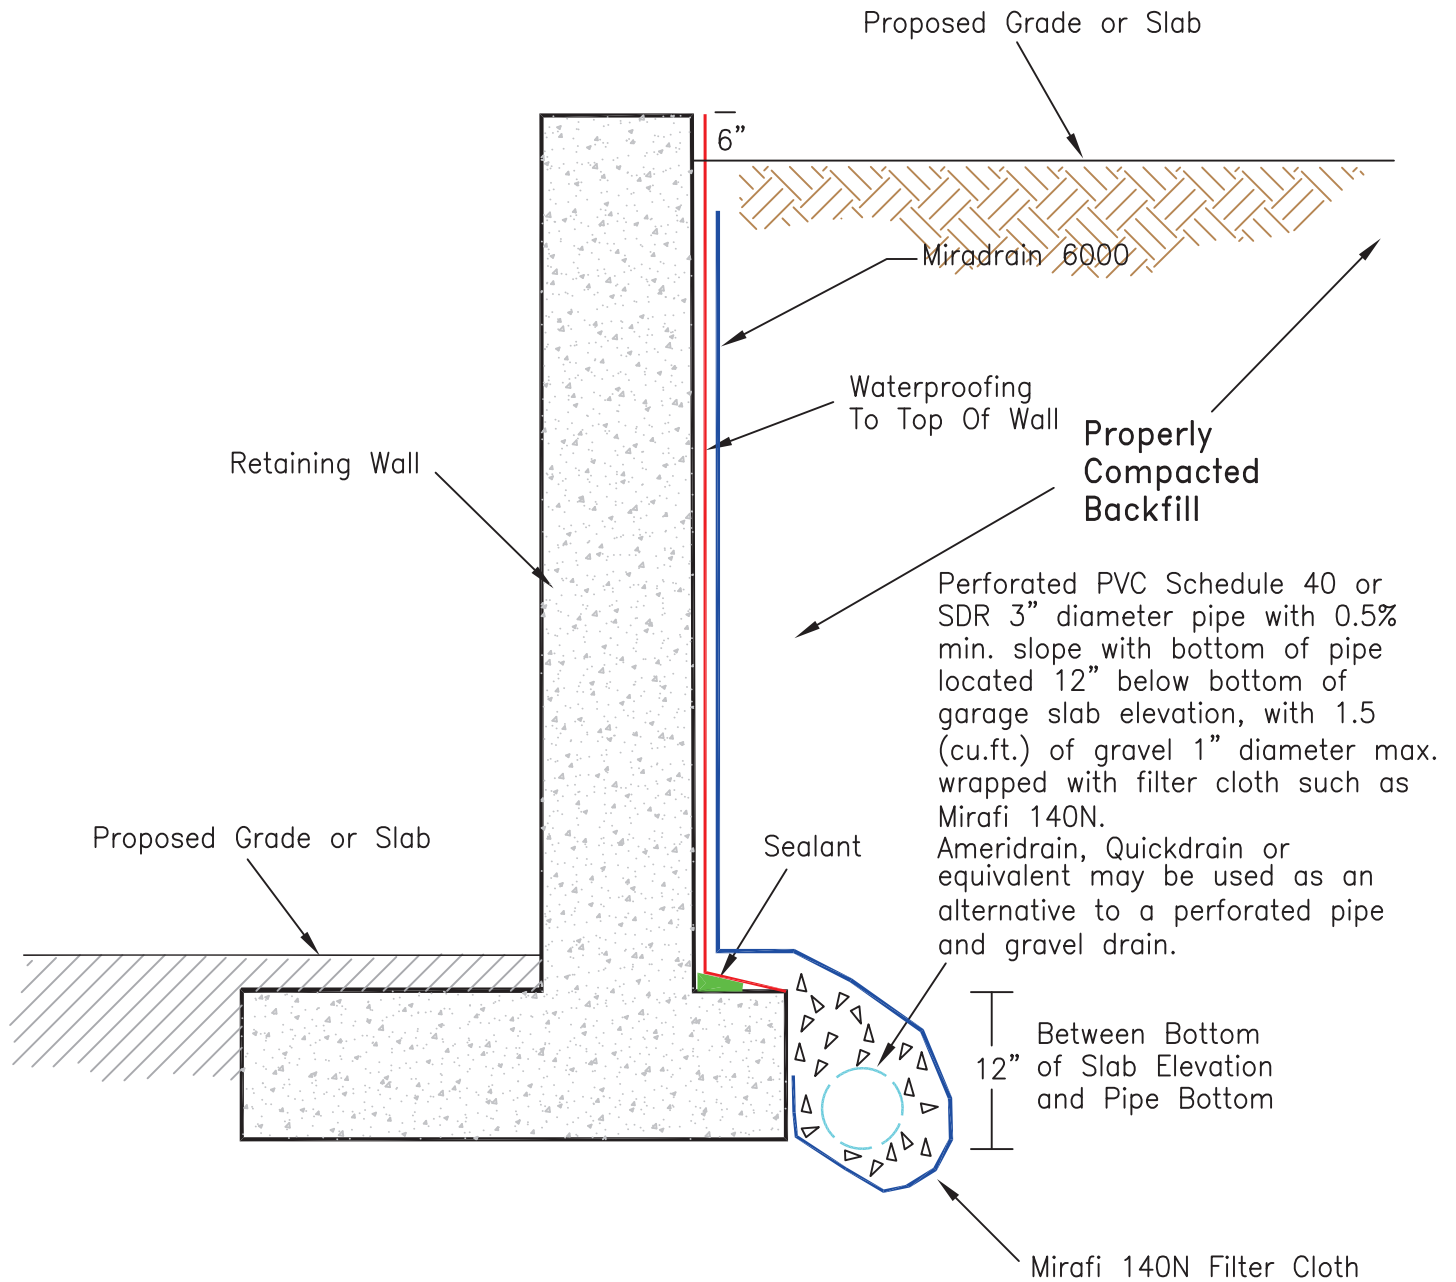 Proposed Grade or Slab
6"
Miradrain 6000
Waterproofing
To Top Of Wall
Properly
Compacted
Backfill
Retaining Wall
Perforated PVC Schedule 40 or
SDR 3" diameter pipe with 0.5%
min. slope with bottom of pipe
located 12" below bottom of
garage slab elevation, with 1.5
(cu.ft.) of gravel 1" diameter max.
wrapped with filter cloth such as
Mirafi 140N.
Ameridrain, Quickdrain or
equivalent may be used as an
alternative to a perforated pipe
and gravel drain.
Proposed Grade or Slab
Sealant
12"
Between Bottom
of Slab Elevation
and Pipe Bottom
Mirafi 140N Filter Cloth